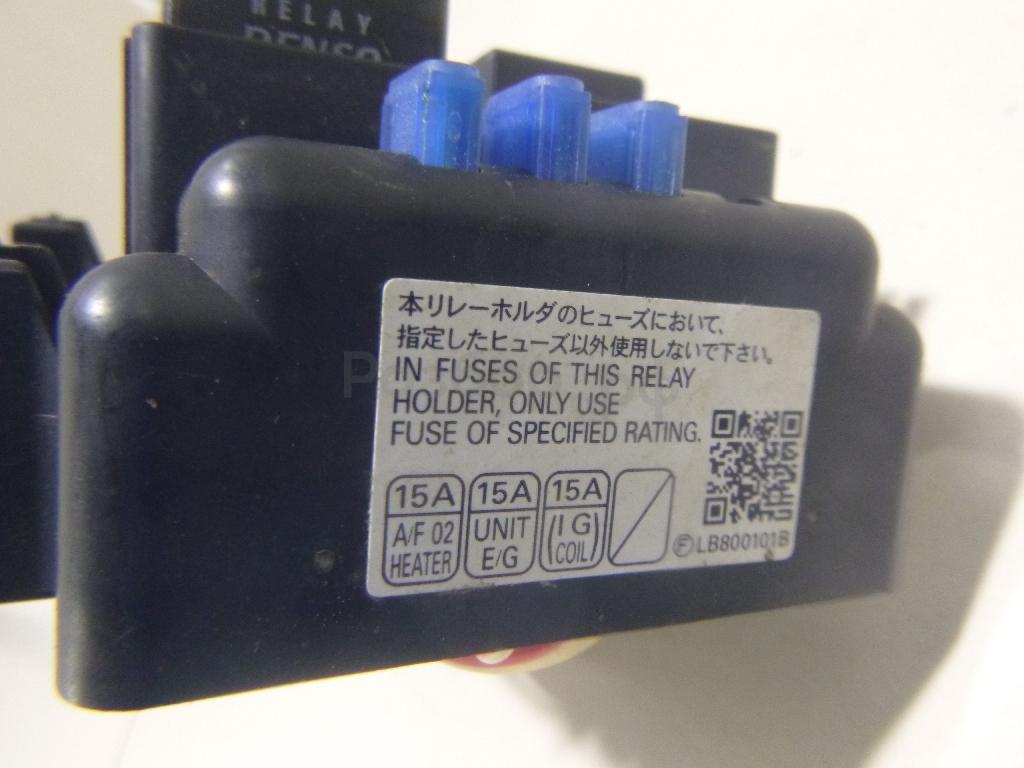 RELAY
DENSO
本リレーホルダのヒューズにおいて、
指定したヒューズ以外使用しないで下さい。
IN FUSES OF THIS RELAY
HOLDER, ONLY USE
FUSE OF SPECIFIED RATING.
15A 15A 15A
A/F O2 HEATER
UNIT E/G
(IG COIL)
Ⓕ LB800101B